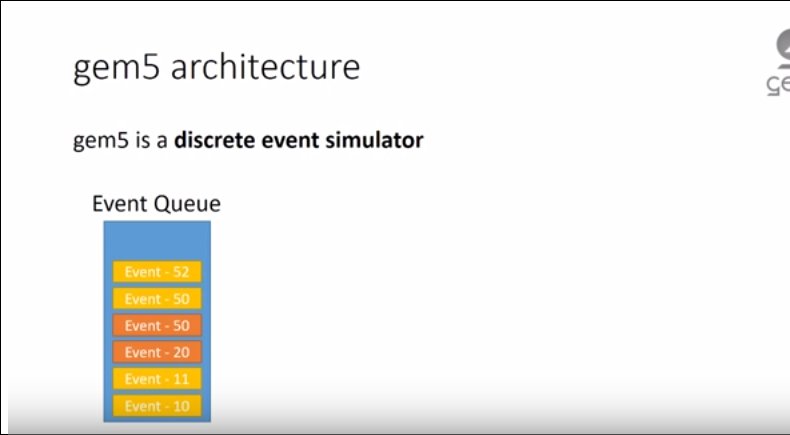 gem5 architecture
gem5 is a discrete event simulator
Event Queue
Event - 52
Event - 50
Event - 50
Event - 20
Event - 11
Event - 10